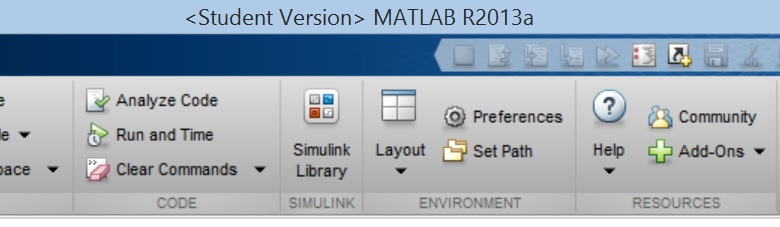 <Student Version> MATLAB R2013a
Analyze Code
Run and Time
Clear Commands
CODE
Simulink
Library
SIMULINK
Layout
Preferences
Set Path
ENVIRONMENT
Help
Community
Add-Ons
RESOURCES